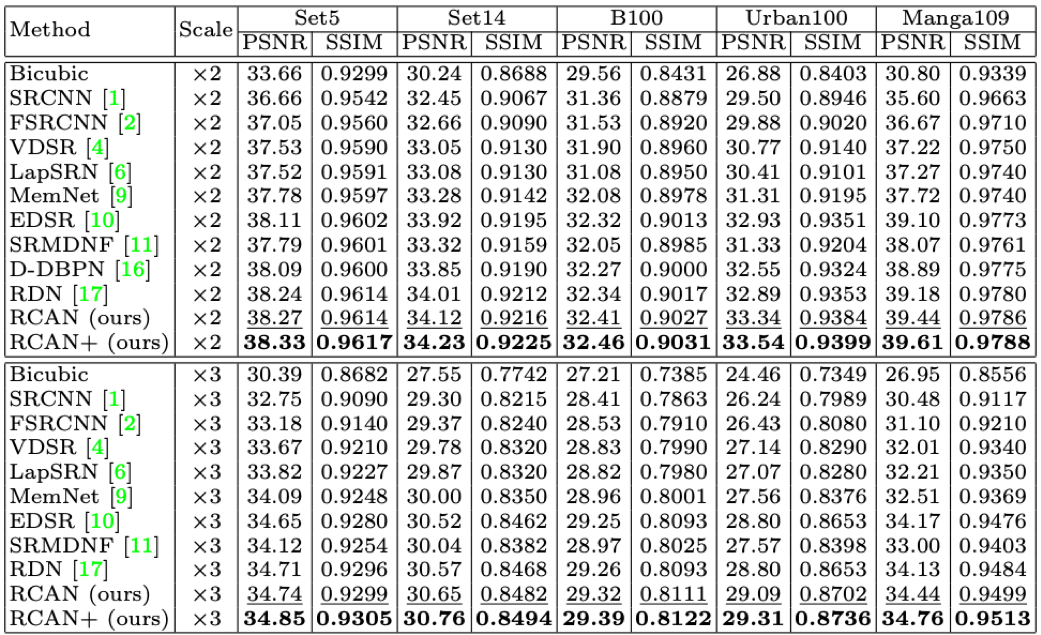 Method Scale Set5 Set14 B100 Urban100 Manga109
PSNR SSIM PSNR SSIM PSNR SSIM PSNR SSIM PSNR SSIM
Bicubic ×2 33.66 0.9299 30.24 0.8688 29.56 0.8431 26.88 0.8403 30.80 0.9339
SRCNN [1] ×2 36.66 0.9542 32.45 0.9067 31.36 0.8879 29.50 0.8946 35.60 0.9663
FSRCNN [2] ×2 37.05 0.9560 32.66 0.9090 31.53 0.8920 29.88 0.9020 36.67 0.9710
VDSR [4] ×2 37.53 0.9590 33.05 0.9130 31.90 0.8960 30.77 0.9140 37.22 0.9750
LapSRN [6] ×2 37.52 0.9591 33.08 0.9130 31.08 0.8950 30.41 0.9101 37.27 0.9740
MemNet [9] ×2 37.78 0.9597 33.28 0.9142 32.08 0.8978 31.31 0.9195 37.72 0.9740
EDSR [10] ×2 38.11 0.9602 33.92 0.9195 32.32 0.9013 32.93 0.9351 39.10 0.9773
SRMDNF [11] ×2 37.79 0.9601 33.32 0.9159 32.05 0.8985 31.33 0.9204 38.07 0.9761
D-DBPN [16] ×2 38.09 0.9600 33.85 0.9190 32.27 0.9000 32.55 0.9324 38.89 0.9775
RDN [17] ×2 38.24 0.9614 34.01 0.9212 32.34 0.9017 32.89 0.9353 39.18 0.9780
RCAN (ours) ×2 38.27 0.9614 34.12 0.9216 32.41 0.9027 33.34 0.9384 39.44 0.9786
RCAN+ (ours) ×2 38.33 0.9617 34.23 0.9225 32.46 0.9031 33.54 0.9399 39.61 0.9788
Bicubic ×3 30.39 0.8682 27.55 0.7742 27.21 0.7385 24.46 0.7349 26.95 0.8556
SRCNN [1] ×3 32.75 0.9090 29.30 0.8215 28.41 0.7863 26.24 0.7989 30.48 0.9117
FSRCNN [2] ×3 33.18 0.9140 29.37 0.8240 28.53 0.7910 26.43 0.8080 31.10 0.9210
VDSR [4] ×3 33.67 0.9210 29.78 0.8320 28.83 0.7990 27.14 0.8290 32.01 0.9340
LapSRN [6] ×3 33.82 0.9227 29.87 0.8320 28.82 0.7980 27.07 0.8280 32.21 0.9350
MemNet [9] ×3 34.09 0.9248 30.00 0.8350 28.96 0.8001 27.56 0.8376 32.51 0.9369
EDSR [10] ×3 34.65 0.9280 30.52 0.8462 29.25 0.8093 28.80 0.8653 34.17 0.9476
SRMDNF [11] ×3 34.12 0.9254 30.04 0.8382 28.97 0.8025 27.57 0.8398 33.00 0.9403
RDN [17] ×3 34.71 0.9296 30.57 0.8468 29.26 0.8093 28.80 0.8653 34.13 0.9484
RCAN (ours) ×3 34.74 0.9299 30.65 0.8482 29.32 0.8111 29.09 0.8702 34.44 0.9499
RCAN+ (ours) ×3 34.85 0.9305 30.76 0.8494 29.39 0.8122 29.31 0.8736 34.76 0.9513